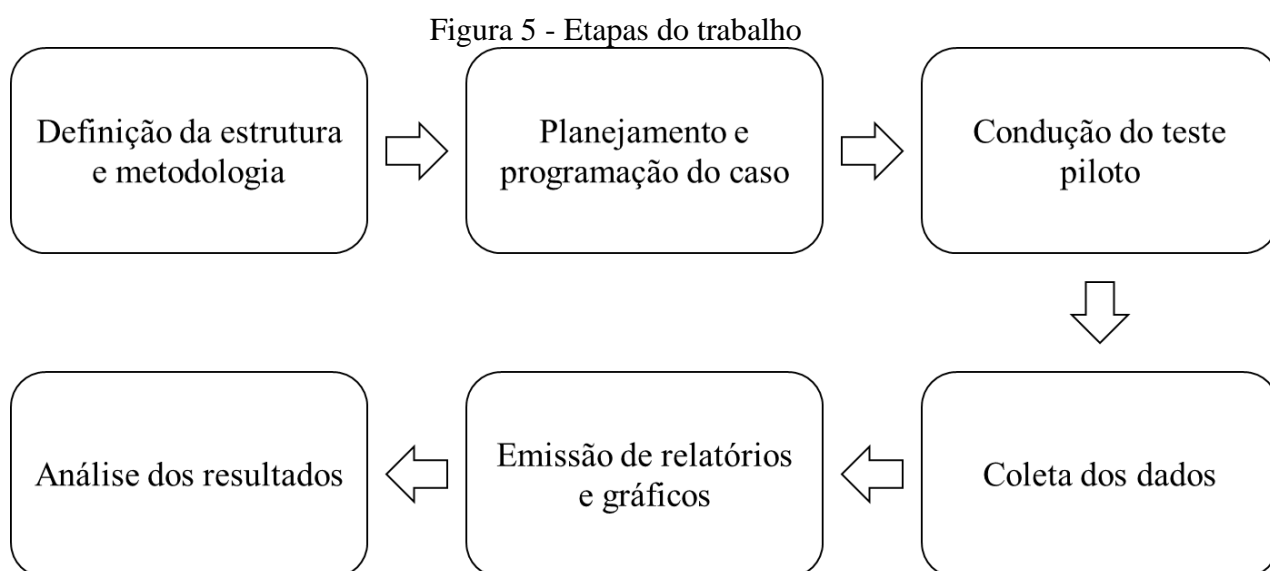 Figura 5 - Etapas do trabalho
Definição da estrutura
e metodologia
Planejamento e
programação do caso
Condução do teste
piloto
Coleta dos dados
Emissão de relatórios
e gráficos
Análise dos resultados